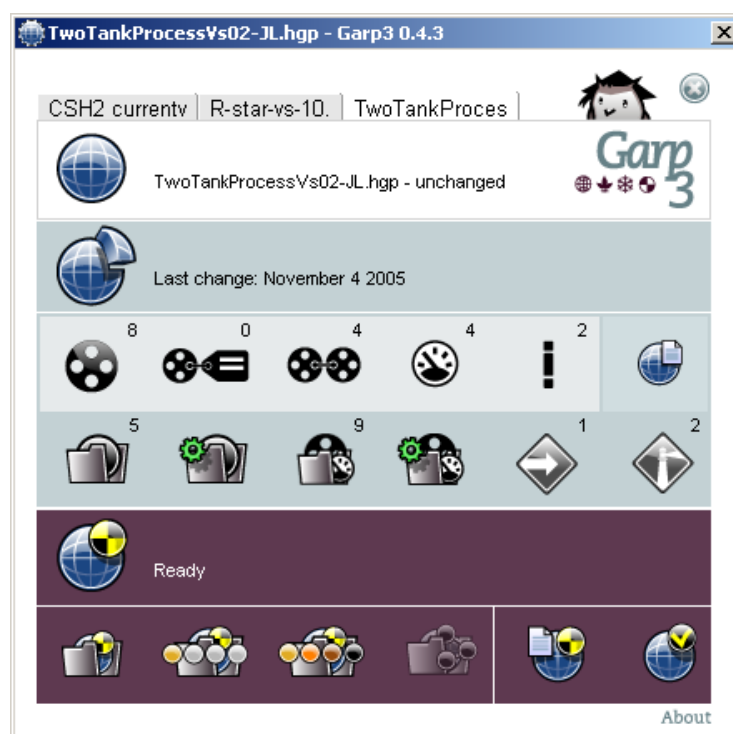 TwoTankProcessVs02-JL.hgp - Garp3 0.4.3
CSH2 currentv R-star-vs-10. TwoTankProces
TwoTankProcessVs02-JL.hgp - unchanged
Garp
3
Last change: November 4 2005
8 0 4 4 2
5 9 1 2
Ready
About